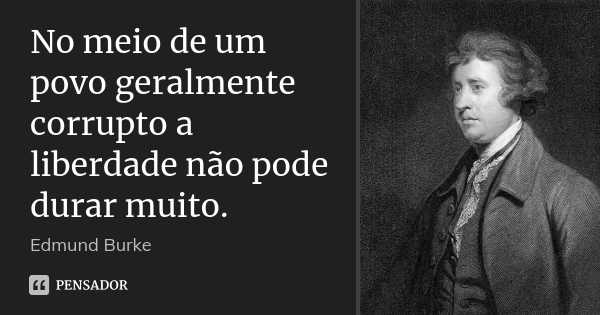 No meio de um
povo geralmente
corrupto a
liberdade não pode
durar muito.
Edmund Burke
PENSADOR